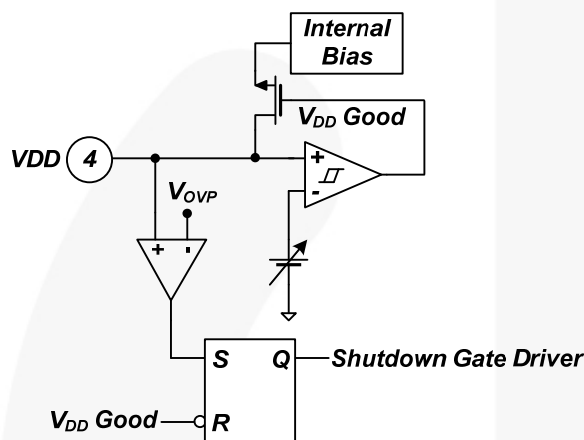 Internal
Bias
VDD Good
VDD 4
+
-
VOVP
+ -
S Q Shutdown Gate Driver
VDD Good R